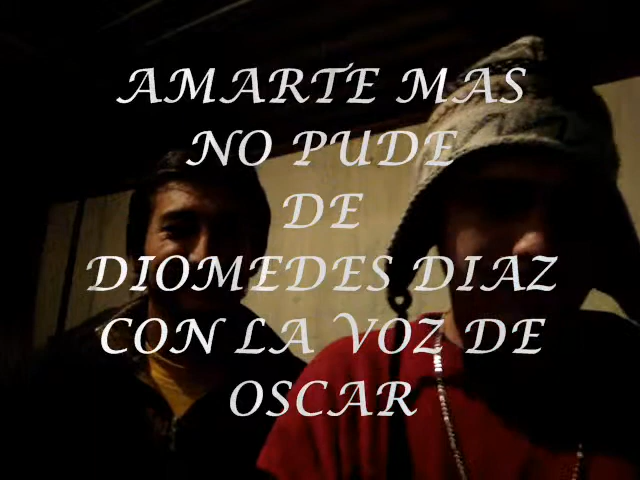 AMARTE MAS
NO PUDE
DE
DIOMEDES DIAZ
CON LA VOZ DE
OSCAR